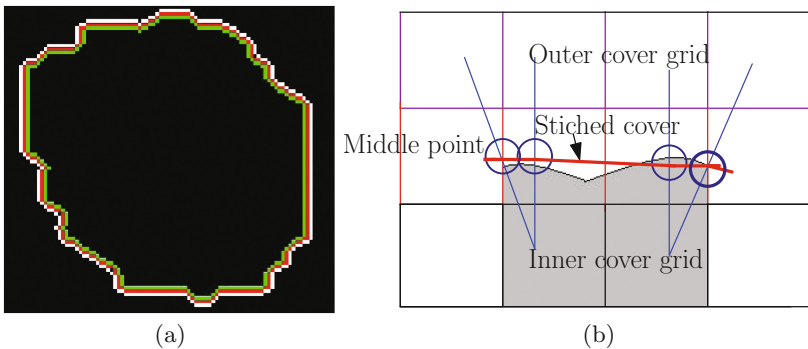 Outer cover grid
Stiched cover
Middle point
Inner cover grid
(a)
(b)